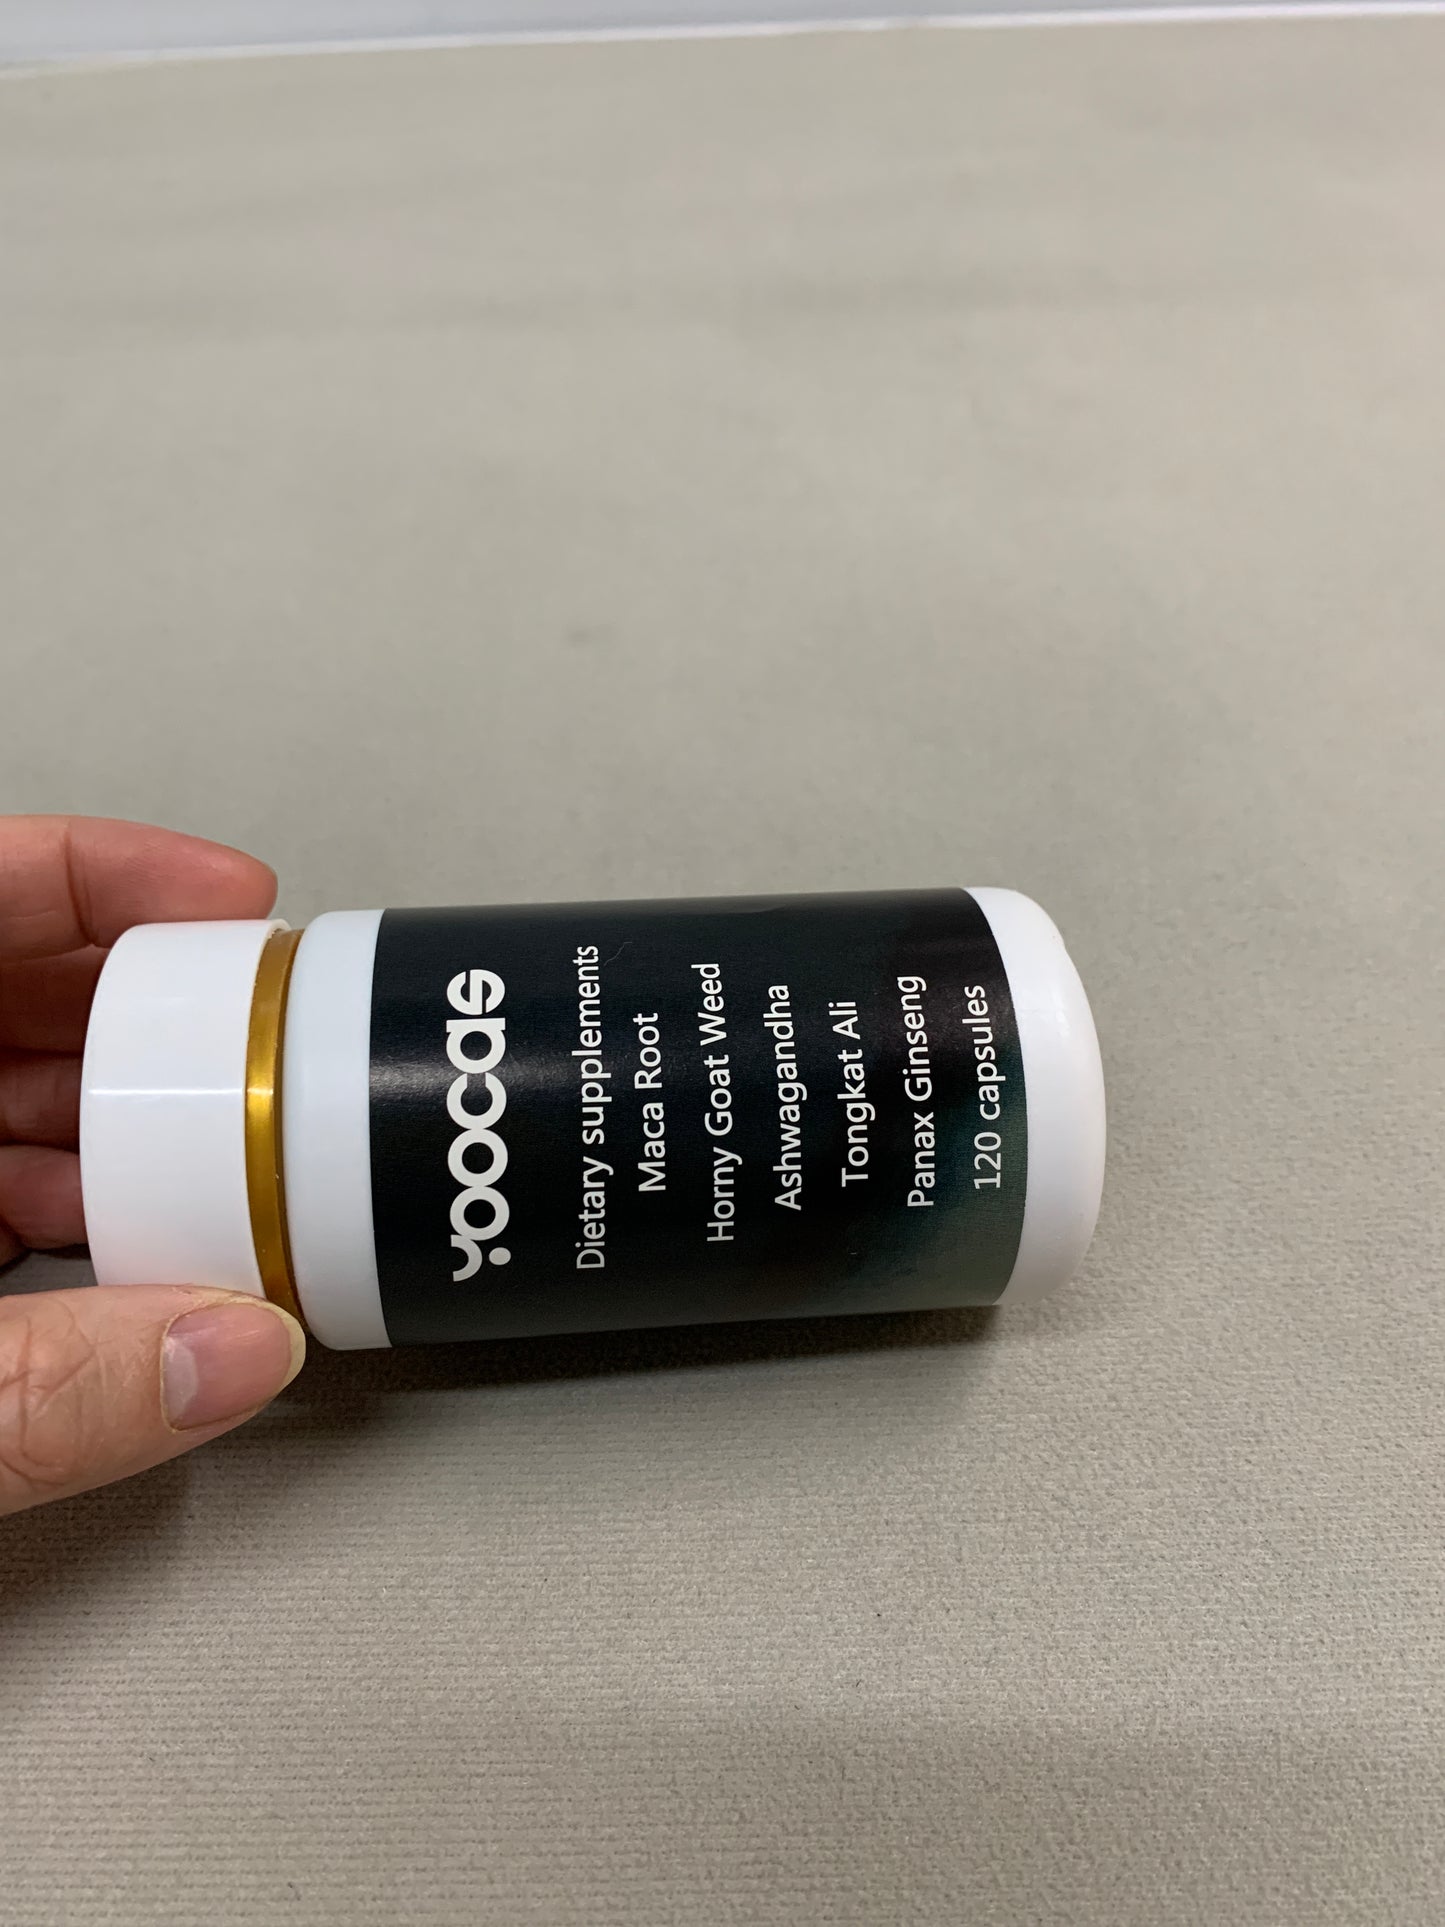 yoocas
Dietary supplements
Maca Root
Horny Goat Weed
Ashwagandha
Tongkat Ali
Panax Ginseng
120 capsules